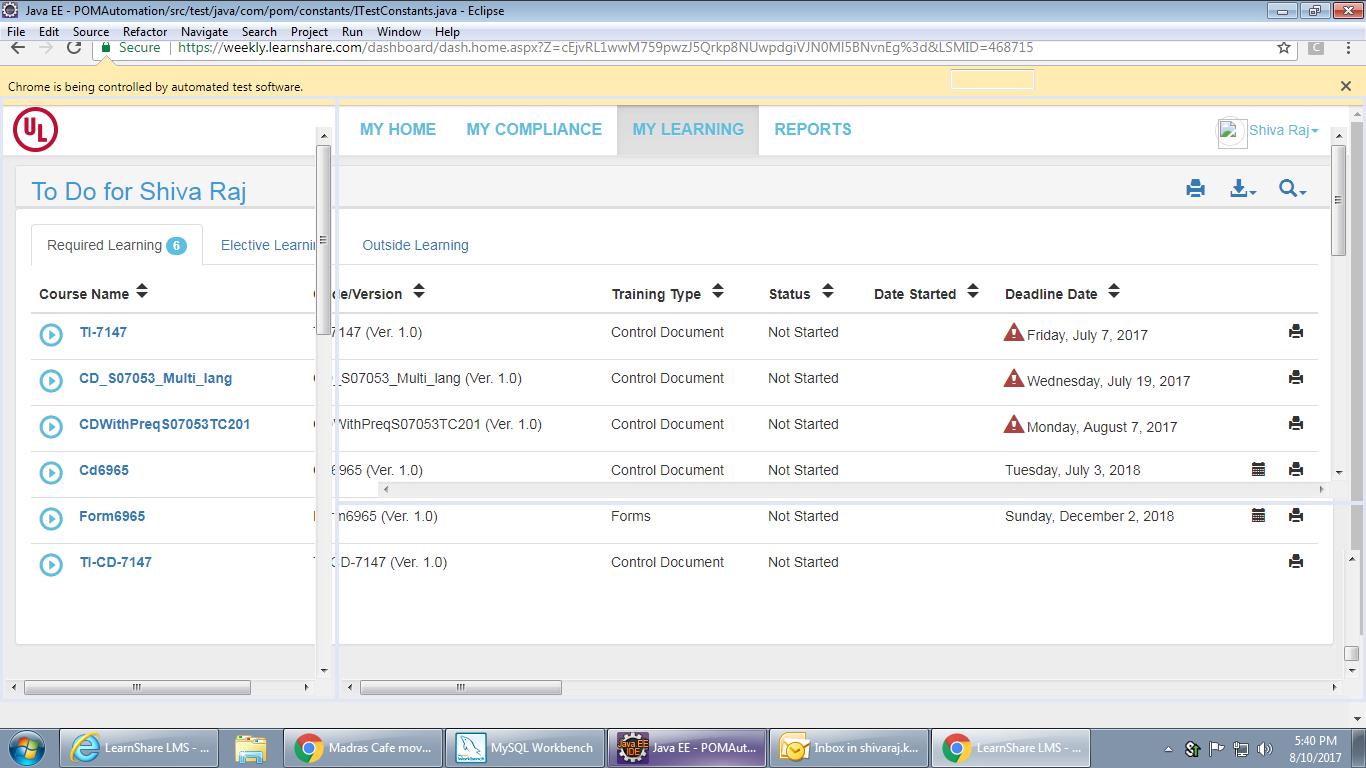 Java EE - POMAutomation/src/test/java/com/pom/constants/ITestConstants.java - Eclipse
File Edit Source Refactor Navigate Search Project Run Window Help
Secure https://weekly.learnshare.com/dashboard/dash.home.aspx?Z=cEjvRL1wwM759pwzJ5Qrkp8NUwpdgiVJN0MI5BNvnEg%3d&LSMID=468715 C
Chrome is being controlled by automated test software.
UL MY HOME MY COMPLIANCE MY LEARNING REPORTS Shiva Raj
To Do for Shiva Raj
Required Learning 6 Elective Learni Outside Learning
Course Name de/Version Training Type Status Date Started Deadline Date
TI-7147 7147 (Ver. 1.0) Control Document Not Started Friday, July 7, 2017
CD_S07053_Multi_lang _S07053_Multi_lang (Ver. 1.0) Control Document Not Started Wednesday, July 19, 2017
CDWithPreqS07053TC201 WithPreqS07053TC201 (Ver. 1.0) Control Document Not Started Monday, August 7, 2017
Cd6965 6965 (Ver. 1.0) Control Document Not Started Tuesday, July 3, 2018
Form6965 rm6965 (Ver. 1.0) Forms Not Started Sunday, December 2, 2018
TI-CD-7147 CD-7147 (Ver. 1.0) Control Document Not Started
LearnShare LMS - ... Madras Cafe mov... MySQL Workbench Java EE - POMAut... Inbox in shivaraj.k... LearnShare LMS - ... 5:40 PM
8/10/2017